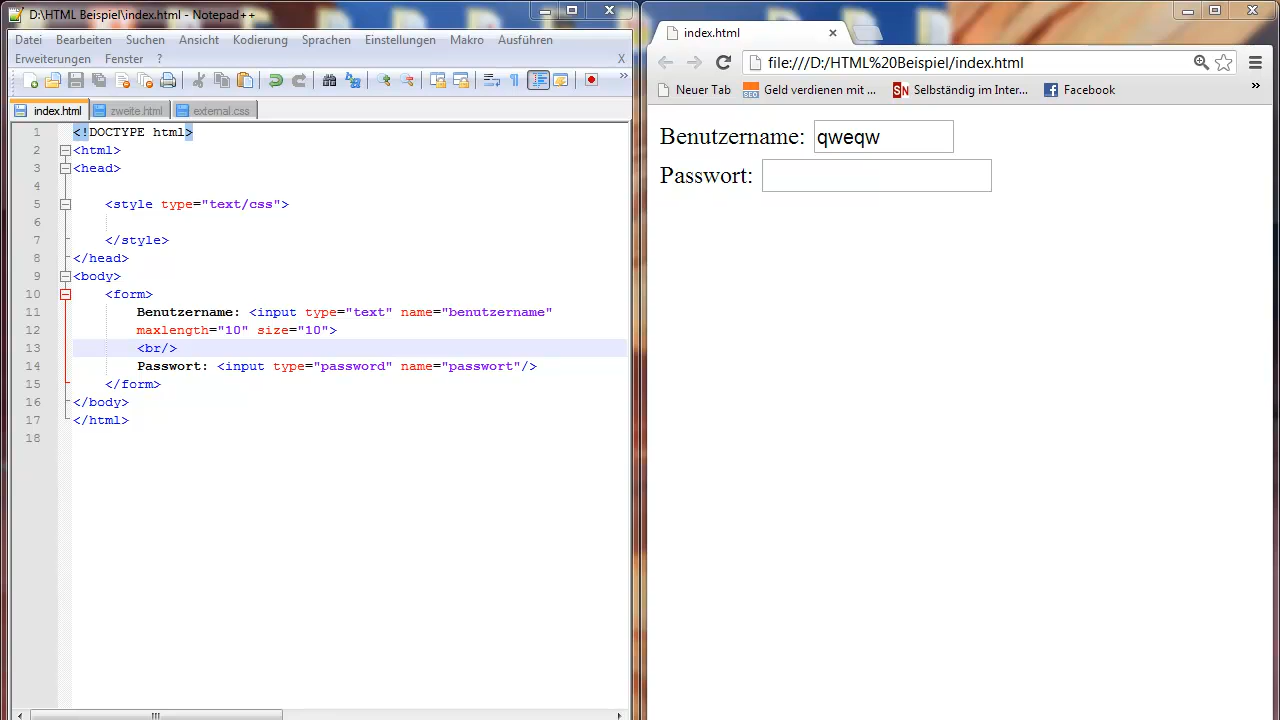 D:\HTML Beispiel\index.html - Notepad++
Datei Bearbeiten Suchen Ansicht Kodierung Sprachen Einstellungen Makro Ausführen
Erweiterungen Fenster ? X
index.html zweite.html external.css
1 <!DOCTYPE html>
2 <html>
3 <head>
4
5 <style type="text/css">
6
7 </style>
8 </head>
9 <body>
10 <form>
11 Benutzername: <input type="text" name="benutzername"
12 maxlength="10" size="10">
13 <br/>
14 Passwort: <input type="password" name="passwort"/>
15 </form>
16 </body>
17 </html>
18
index.html
file:///D:/HTML%20Beispiel/index.html
Neuer Tab SEO Geld verdienen mit ... SN Selbständig im Inter... Facebook »
Benutzername: qweqw
Passwort: